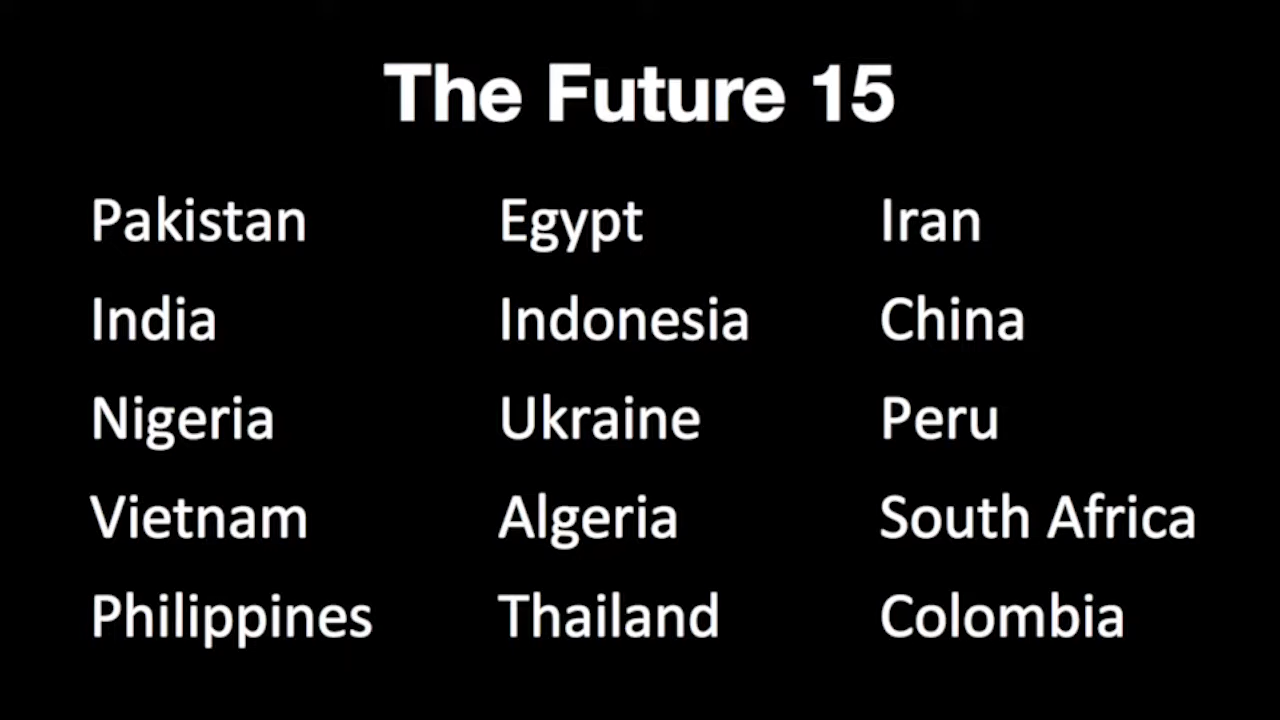 The Future 15
Pakistan
India
Nigeria
Vietnam
Philippines
Egypt
Indonesia
Ukraine
Algeria
Thailand
Iran
China
Peru
South Africa
Colombia